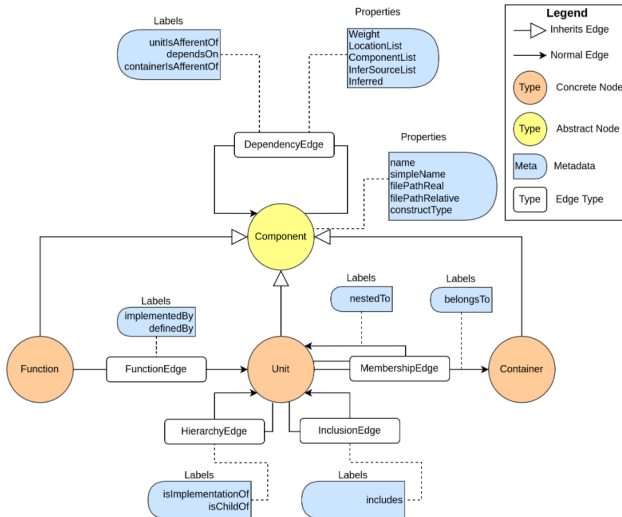 Labels
unitIsAfferentOf
dependsOn
containerIsAfferentOf
Properties
Weight
LocationList
ComponentList
InferSourceList
Inferred
Legend
Inherits Edge
Normal Edge
Type
Concrete Node
Type
Abstract Node
Meta
Metadata
Type
Edge Type
DependencyEdge
Properties
name
simpleName
filePathReal
filePathRelative
constructType
Component
Labels
implementedBy
definedBy
Labels
nestedTo
Labels
belongsTo
Function
FunctionEdge
Unit
MembershipEdge
Container
HierarchyEdge
InclusionEdge
Labels
isImplementationOf
isChildOf
Labels
includes